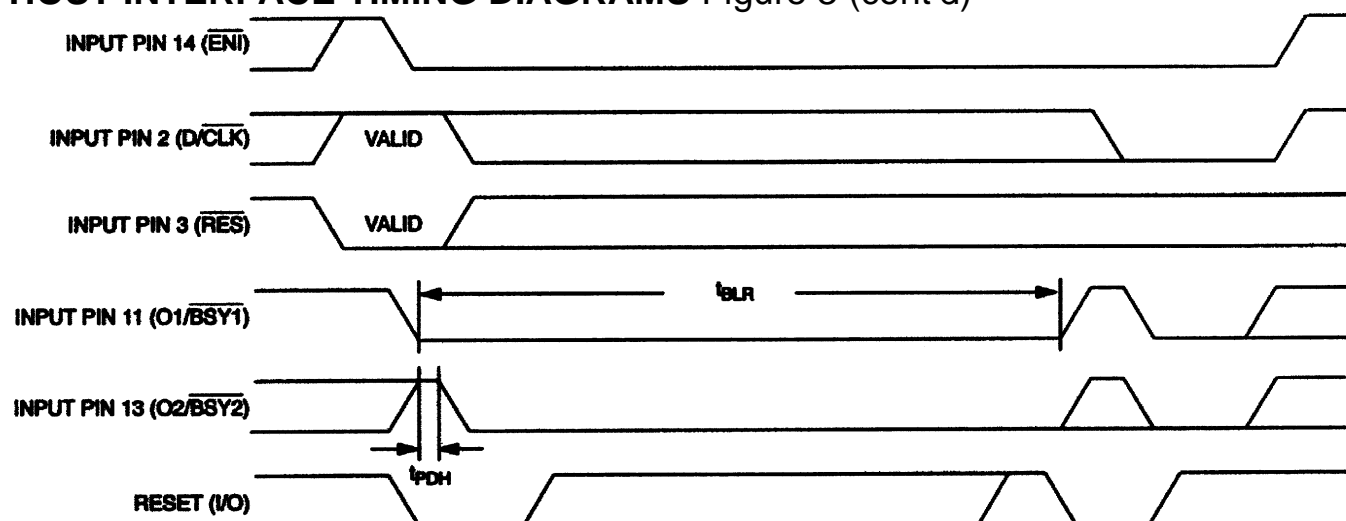 HOST INTERFACE TIMING DIAGRAMS Figure 8 (cont'd)
INPUT PIN 14 (ENI)
INPUT PIN 2 (D/CLK) VALID
INPUT PIN 3 (RES) VALID
tBLR
INPUT PIN 11 (O1/BSY1)
INPUT PIN 13 (O2/BSY2)
tPDH
RESET (I/O)